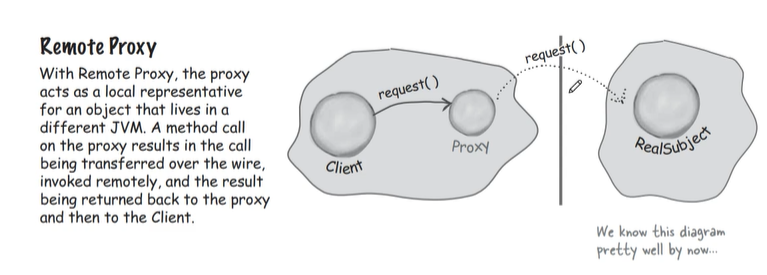 Remote Proxy
With Remote Proxy, the proxy
acts as a local representative
for an object that lives in a
different JVM. A method call
on the proxy results in the call
being transferred over the wire,
invoked remotely, and the result
being returned back to the proxy
and then to the Client.
request()
Client
Proxy
request()
RealSubject
We know this diagram
pretty well by now...